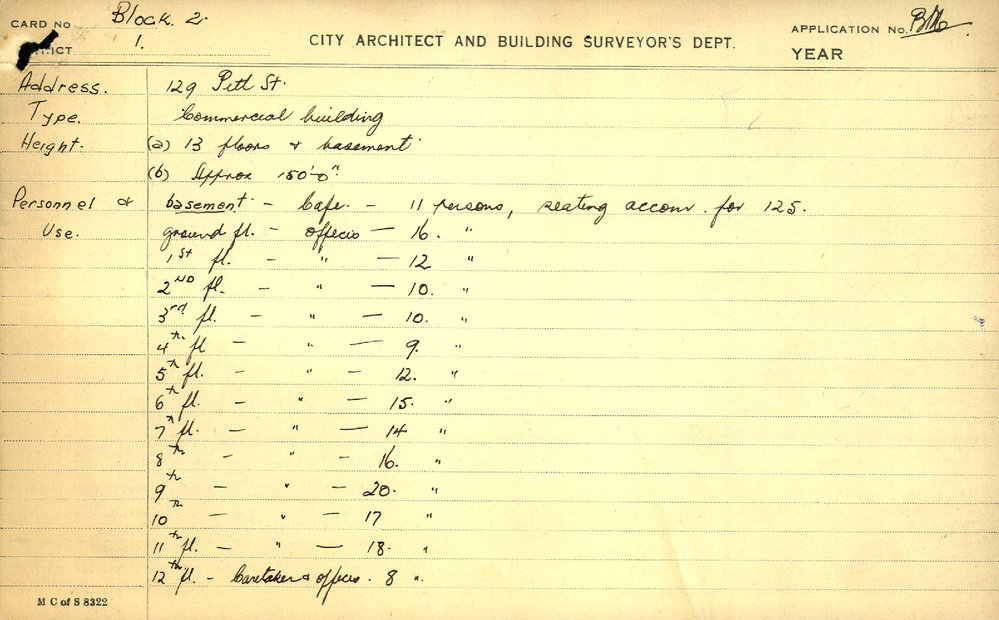 CARD No Block. 2.
1.
CITY ARCHITECT AND BUILDING SURVEYOR'S DEPT.
APPLICATION No.
YEAR
Address. 129 Pitt St.
Type. Commercial building
Height. (a) 13 floors & basement
(b) Approx 150'-0".
Personnel & basement - Cafe - 11 persons, seating accom. for 125.
Use. ground fl. - offices - 16. "
1st fl. - " - 12 "
2ND fl. - " - 10. "
3rd fl. - " - 10. "
4th fl - " - 9. "
5th fl. - " - 12. "
6th fl. - " - 15. "
7th fl. - " - 14 "
8th - " - 16. "
9th - " - 20. "
10th - " - 17 "
11th fl. - " - 18. "
12th fl. - Caretaker & offices. 8 ".
M C of S 8322